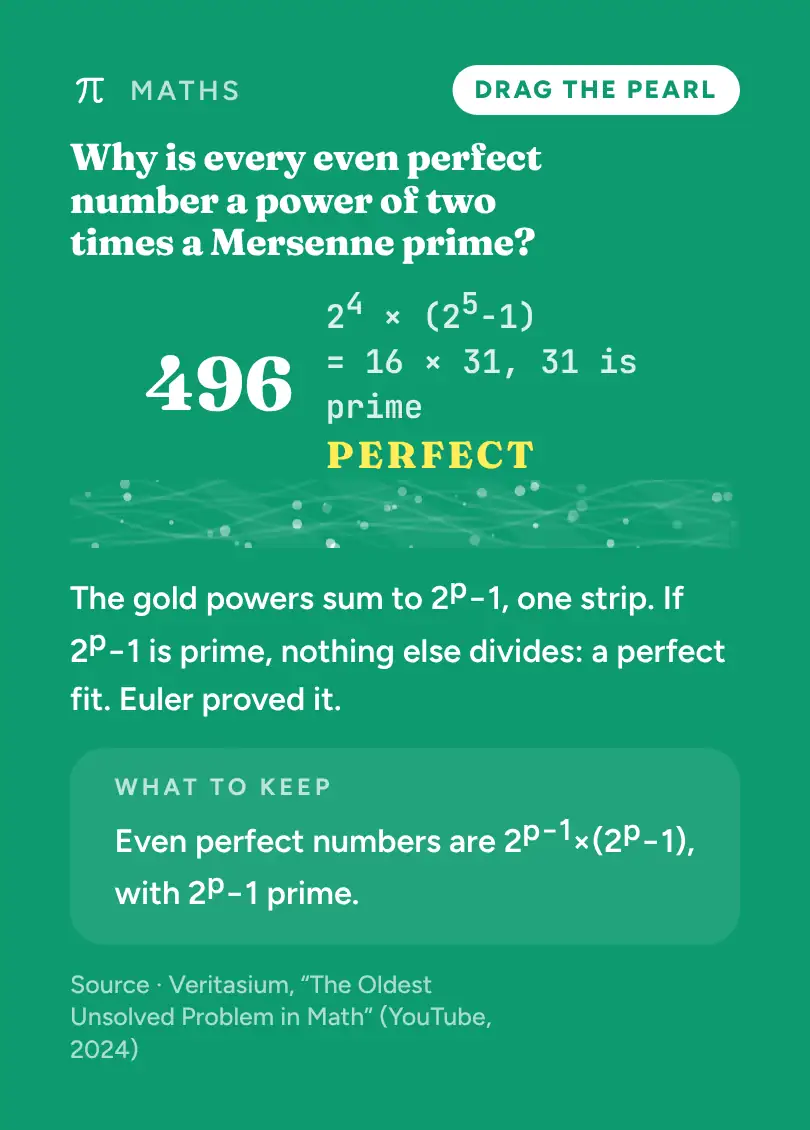 π MATHS
DRAG THE PEARL
Why is every even perfect
number a power of two
times a Mersenne prime?
496
2⁴ × (2⁵-1)
= 16 × 31, 31 is
prime
PERFECT
The gold powers sum to 2ᵖ−1, one strip. If
2ᵖ−1 is prime, nothing else divides: a perfect
fit. Euler proved it.
WHAT TO KEEP
Even perfect numbers are 2ᵖ⁻¹×(2ᵖ−1),
with 2ᵖ−1 prime.
Source · Veritasium, “The Oldest
Unsolved Problem in Math” (YouTube,
2024)